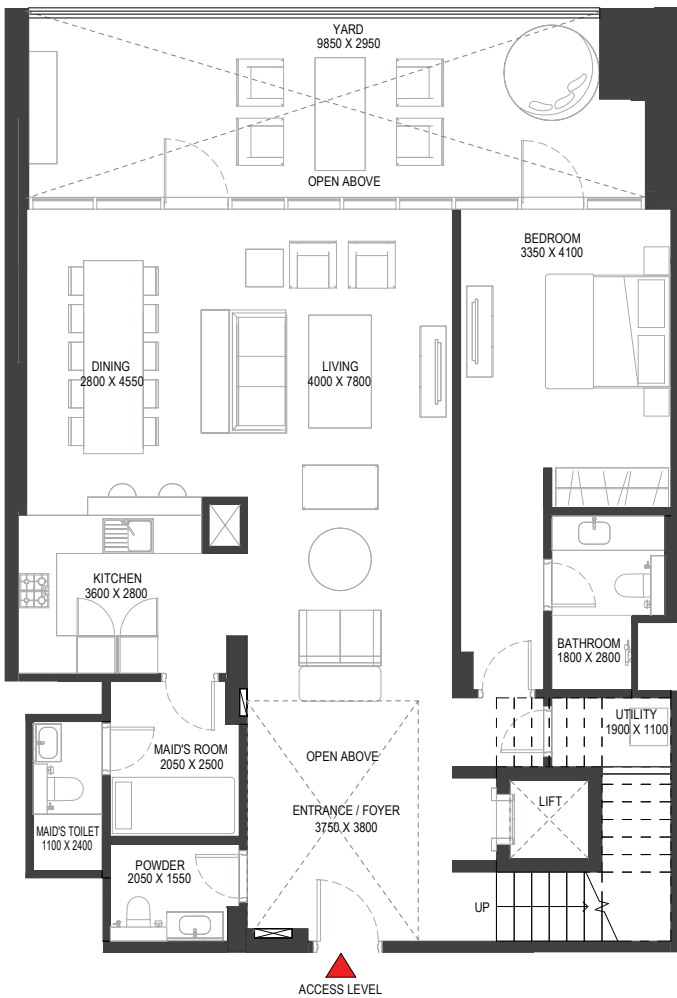 YARD
9850 X 2950
OPEN ABOVE
BEDROOM
3350 X 4100
DINING
2800 X 4550
LIVING
4000 X 7800
KITCHEN
3600 X 2800
BATHROOM
1800 X 2800
UTILITY
1900 X 1100
MAID'S ROOM
2050 X 2500
OPEN ABOVE
ENTRANCE / FOYER
3750 X 3800
LIFT
MAID'S TOILET
1100 X 2400
POWDER
2050 X 1550
UP
ACCESS LEVEL